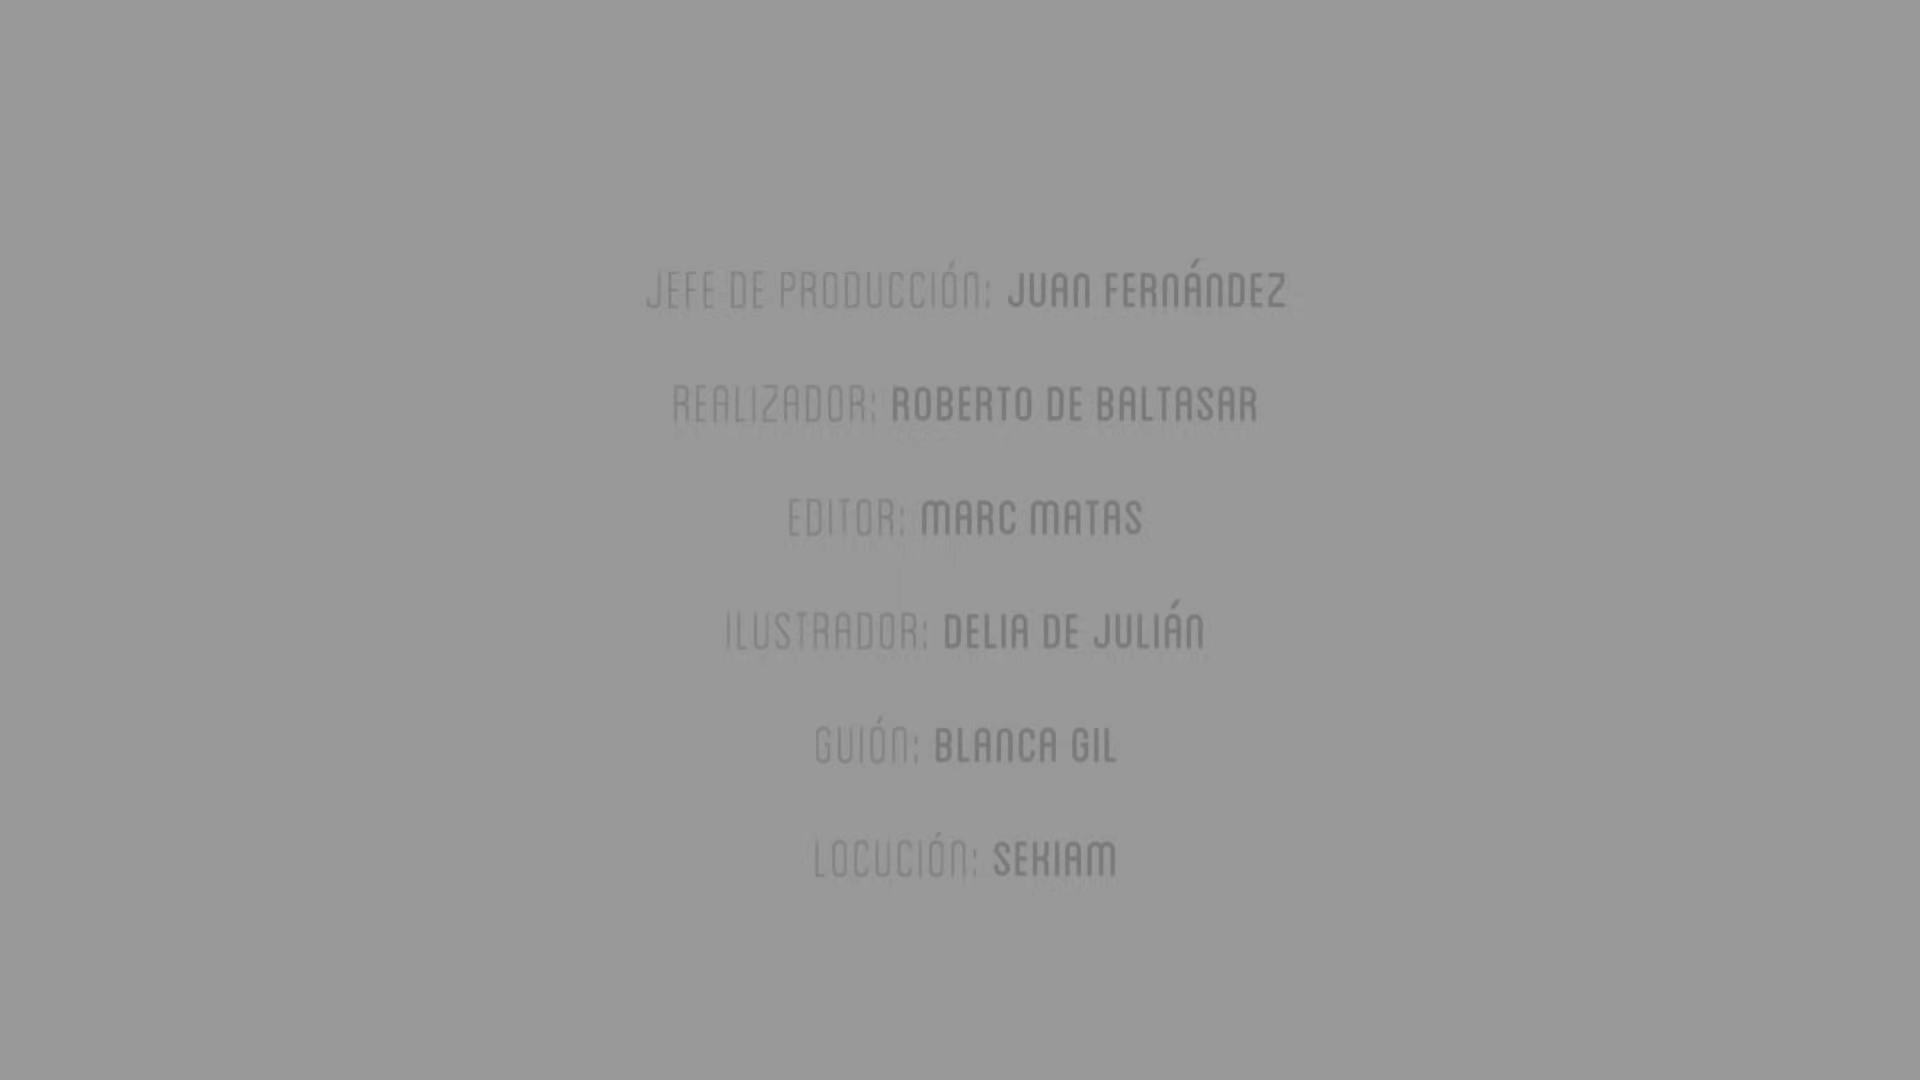 JEFE DE PRODUCCIÓN: JUAN FERNÁNDEZ
REALIZADOR: ROBERTO DE BALTASAR
EDITOR: MARC MATAS
ILUSTRADOR: DELIA DE JULIÁN
GUIÓN: BLANCA GIL
LOCUCIÓN: SEKIAM